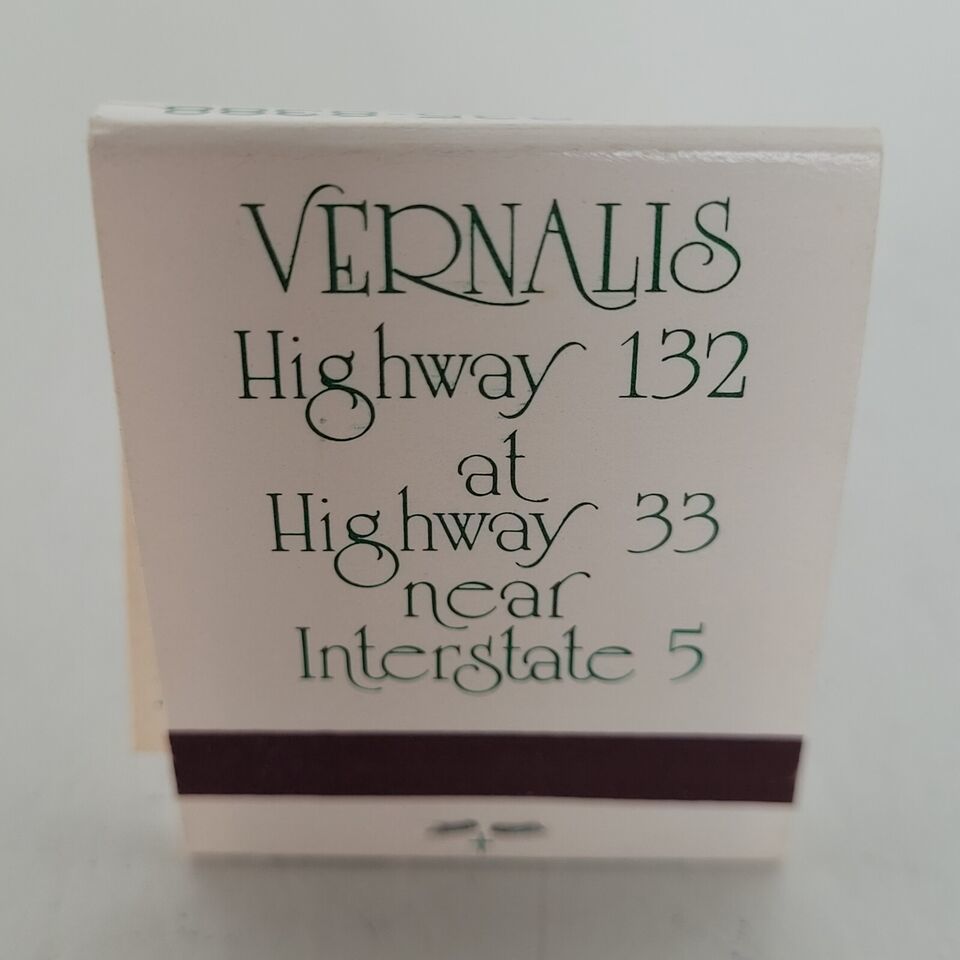 VERNALIS
Highway 132
at
Highway 33
near
Interstate 5